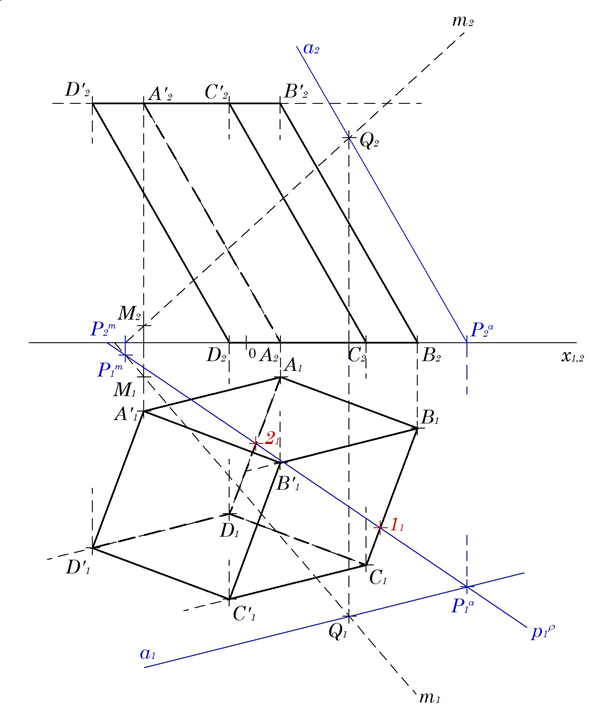 m₂
a₂
D'₂ A'₂ C'₂ B'₂
Q₂
M₂
P₂ᵐ P₂ᵃ
D₂ 0 A₂ C₂ B₂ x₁,₂
P₁ᵐ
A₁
M₁
A'₁ B₁
2₁
B'₁
1₁
D₁
D'₁ C₁
C'₁ P₁ᵃ
Q₁ p₁ᵨ
a₁
m₁